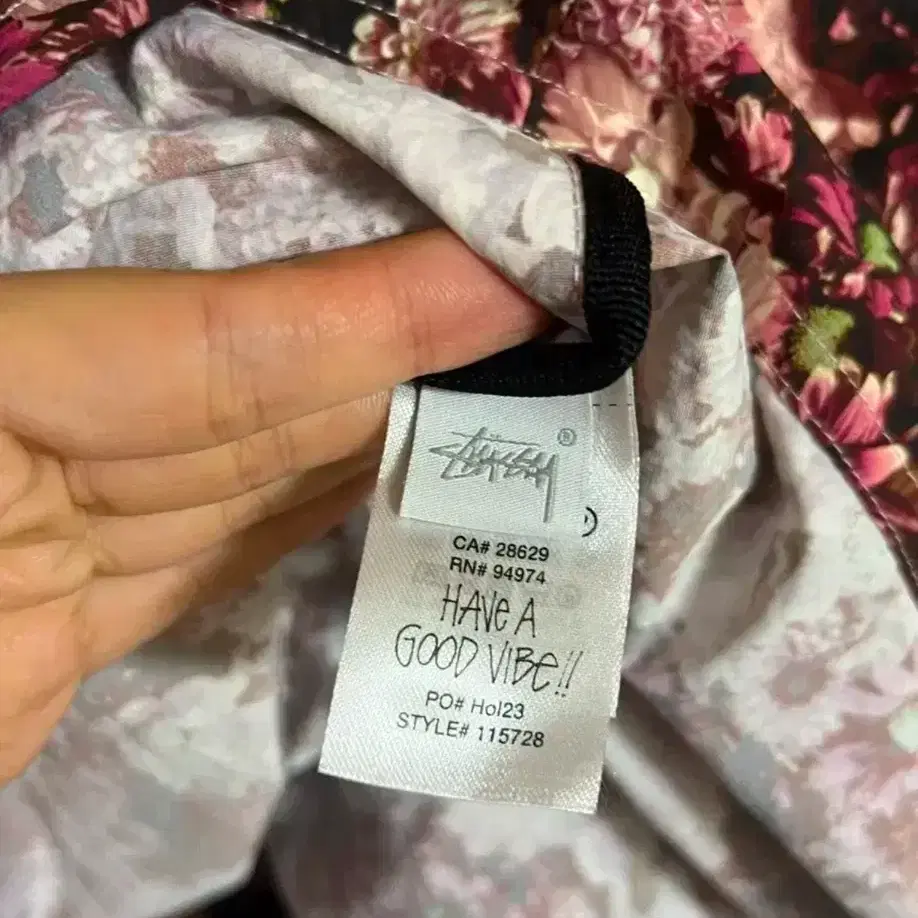 Stüssy ®
CA# 28629
RN# 94974
HAVE A
GOOD VIBE!!
PO# Hol23
STYLE# 115728